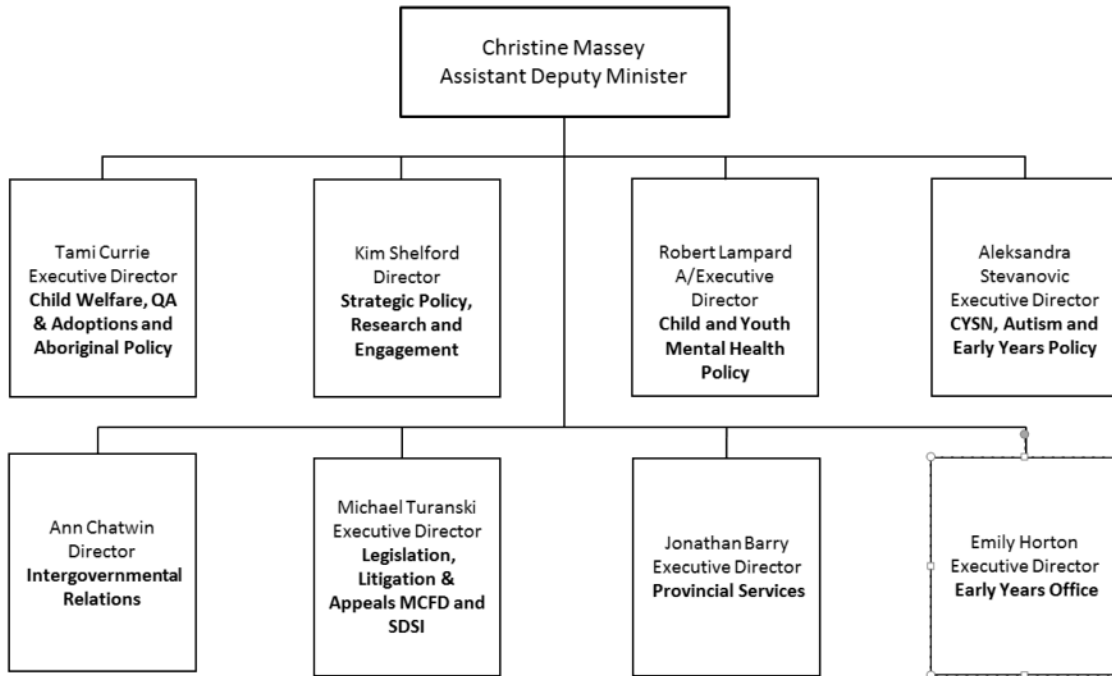 Christine Massey
Assistant Deputy Minister
Tami Currie
Executive Director
Child Welfare, QA
& Adoptions and
Aboriginal Policy
Kim Shelford
Director
Strategic Policy,
Research and
Engagement
Robert Lampard
A/Executive
Director
Child and Youth
Mental Health
Policy
Aleksandra
Stevanovic
Executive Director
CYSN, Autism and
Early Years Policy
Ann Chatwin
Director
Intergovernmental
Relations
Michael Turanski
Executive Director
Legislation,
Litigation &
Appeals MCFD and
SDSI
Jonathan Barry
Executive Director
Provincial Services
Emily Horton
Executive Director
Early Years Office